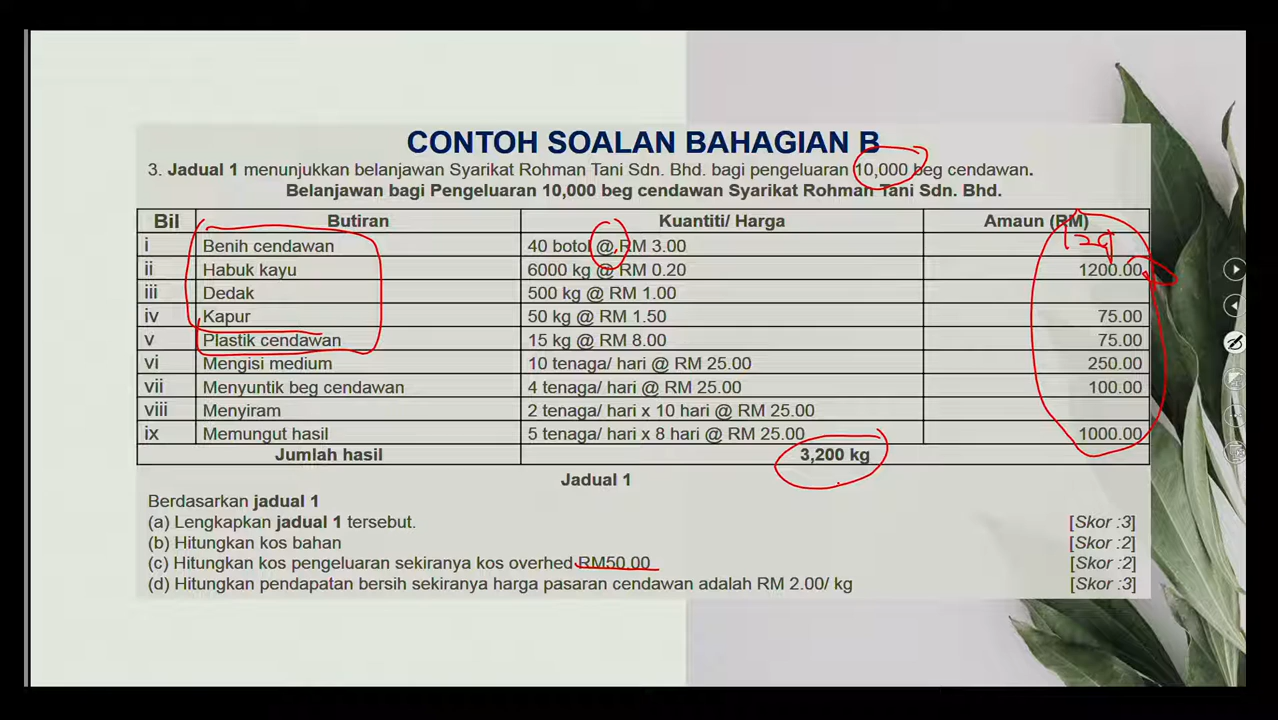 CONTOH SOALAN BAHAGIAN B
3. Jadual 1 menunjukkan belanjawan Syarikat Rohman Tani Sdn. Bhd. bagi pengeluaran 10,000 beg cendawan.
Belanjawan bagi Pengeluaran 10,000 beg cendawan Syarikat Rohman Tani Sdn. Bhd.
Bil Butiran Kuantiti/ Harga Amaun (RM)
i Benih cendawan 40 botol @ RM 3.00
ii Habuk kayu 6000 kg @ RM 0.20 1200.00
iii Dedak 500 kg @ RM 1.00
iv Kapur 50 kg @ RM 1.50 75.00
v Plastik cendawan 15 kg @ RM 8.00 75.00
vi Mengisi medium 10 tenaga/ hari @ RM 25.00 250.00
vii Menyuntik beg cendawan 4 tenaga/ hari @ RM 25.00 100.00
viii Menyiram 2 tenaga/ hari x 10 hari @ RM 25.00
ix Memungut hasil 5 tenaga/ hari x 8 hari @ RM 25.00 1000.00
Jumlah hasil 3,200 kg
Jadual 1
Berdasarkan jadual 1
(a) Lengkapkan jadual 1 tersebut. [Skor :3]
(b) Hitungkan kos bahan [Skor :2]
(c) Hitungkan kos pengeluaran sekiranya kos overhed RM50.00 [Skor :2]
(d) Hitungkan pendapatan bersih sekiranya harga pasaran cendawan adalah RM 2.00/ kg [Skor :3]